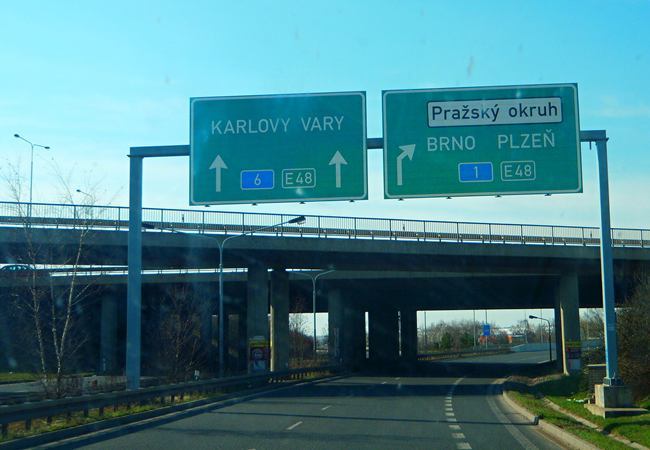 KARLOVY VARY
6 E48
Pražský okruh
BRNO PLZEŇ
1 E48